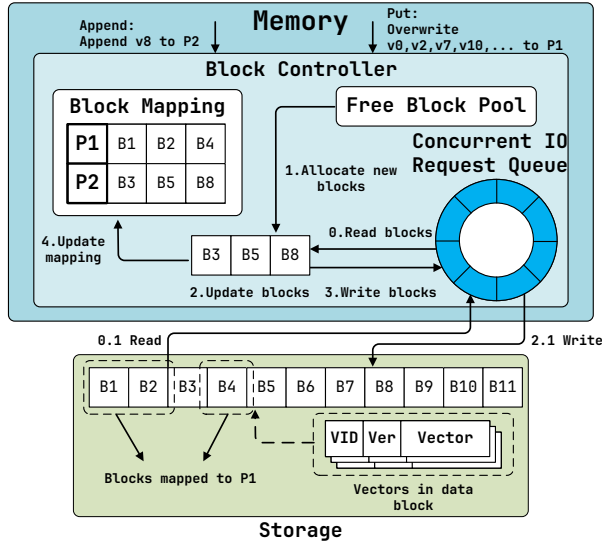 Memory
Append:
Append v8 to P2
Put:
Overwrite
v0,v2,v7,v10,... to P1
Block Controller
Block Mapping
P1 B1 B2 B4
P2 B3 B5 B8
Free Block Pool
Concurrent IO
Request Queue
1.Allocate new
blocks
0.Read blocks
4.Update
mapping
B3 B5 B8
2.Update blocks
3.Write blocks
0.1 Read
2.1 Write
B1 B2 B3 B4 B5 B6 B7 B8 B9 B10 B11
VID Ver Vector
Blocks mapped to P1
Vectors in data
block
Storage